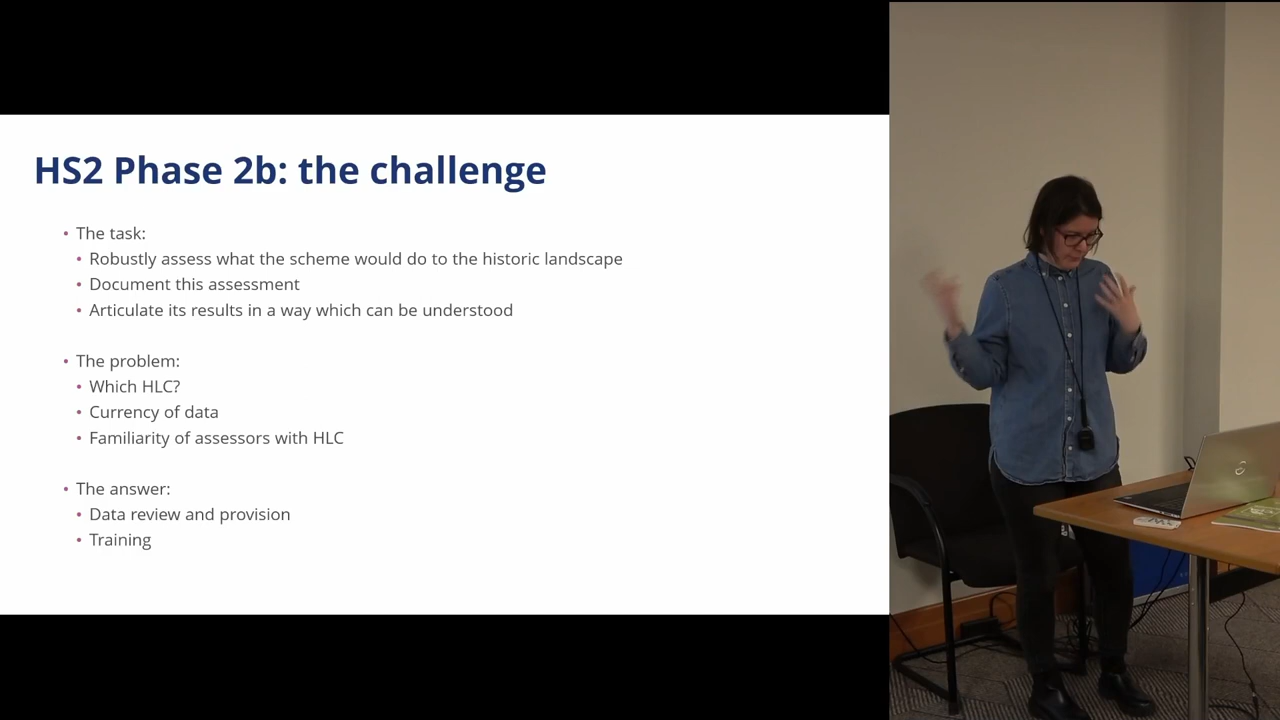 HS2 Phase 2b: the challenge
• The task:
• Robustly assess what the scheme would do to the historic landscape
• Document this assessment
• Articulate its results in a way which can be understood
• The problem:
• Which HLC?
• Currency of data
• Familiarity of assessors with HLC
• The answer:
• Data review and provision
• Training